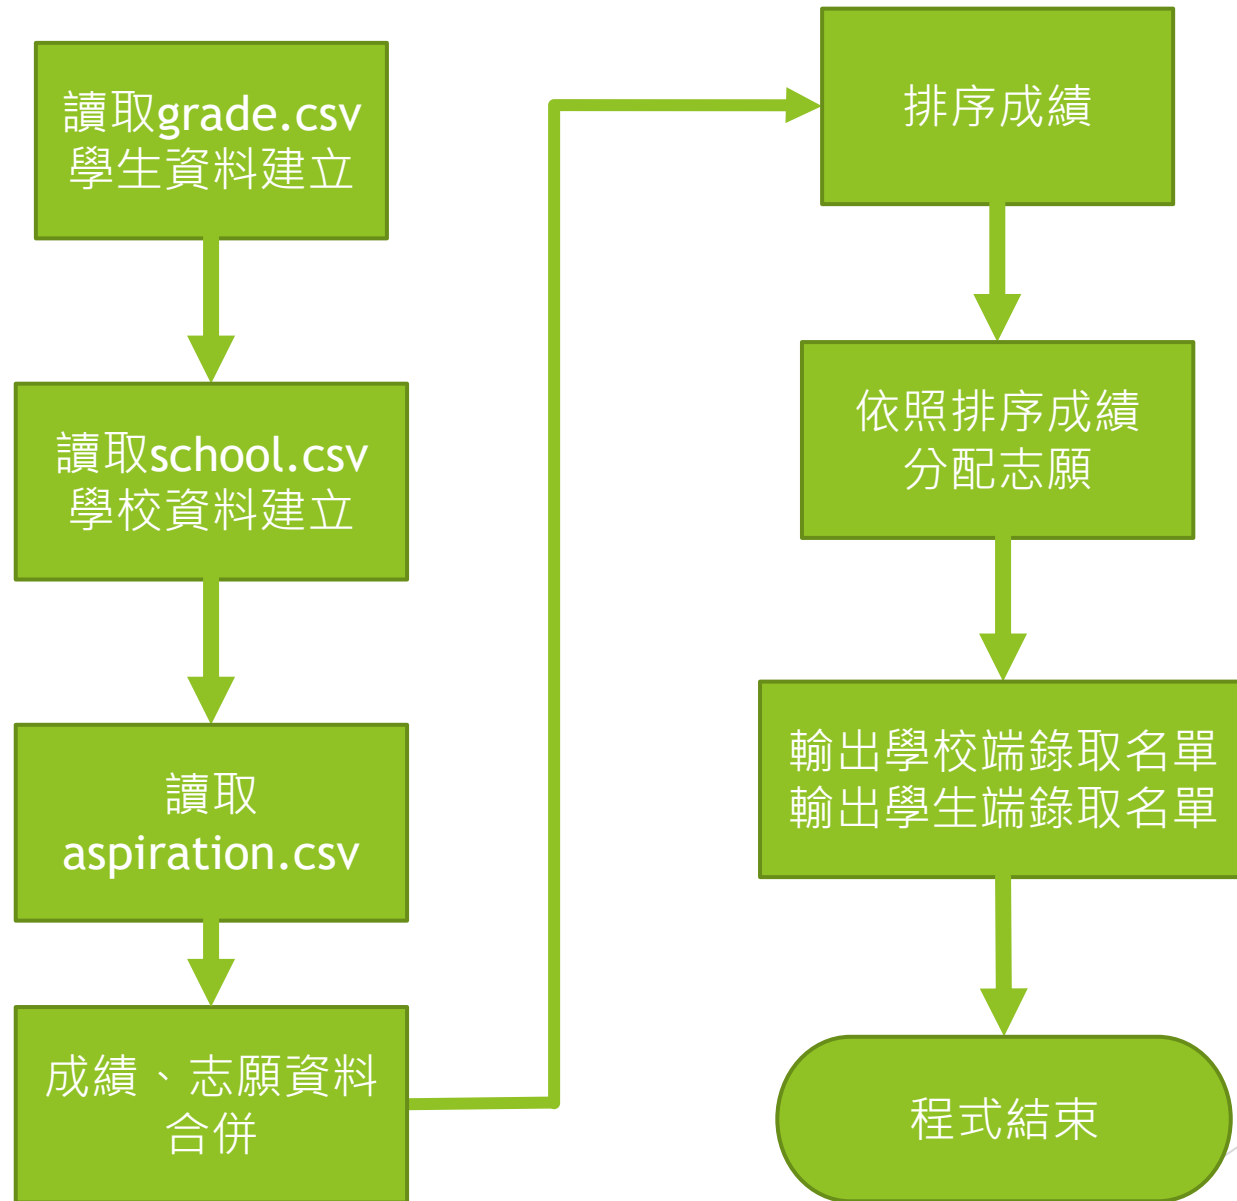 讀取grade.csv
學生資料建立
讀取school.csv
學校資料建立
讀取
aspiration.csv
成績、志願資料
合併
排序成績
依照排序成績
分配志願
輸出學校端錄取名單
輸出學生端錄取名單
程式結束